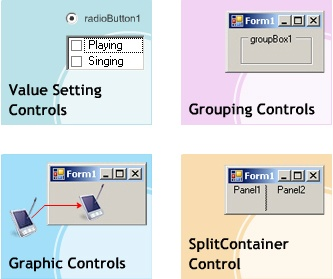 radioButton1
Playing
Singing
Value Setting
Controls
Form1
groupBox1
Grouping Controls
Form1
Graphic Controls
Form1
Panel1 Panel2
SplitContainer
Control